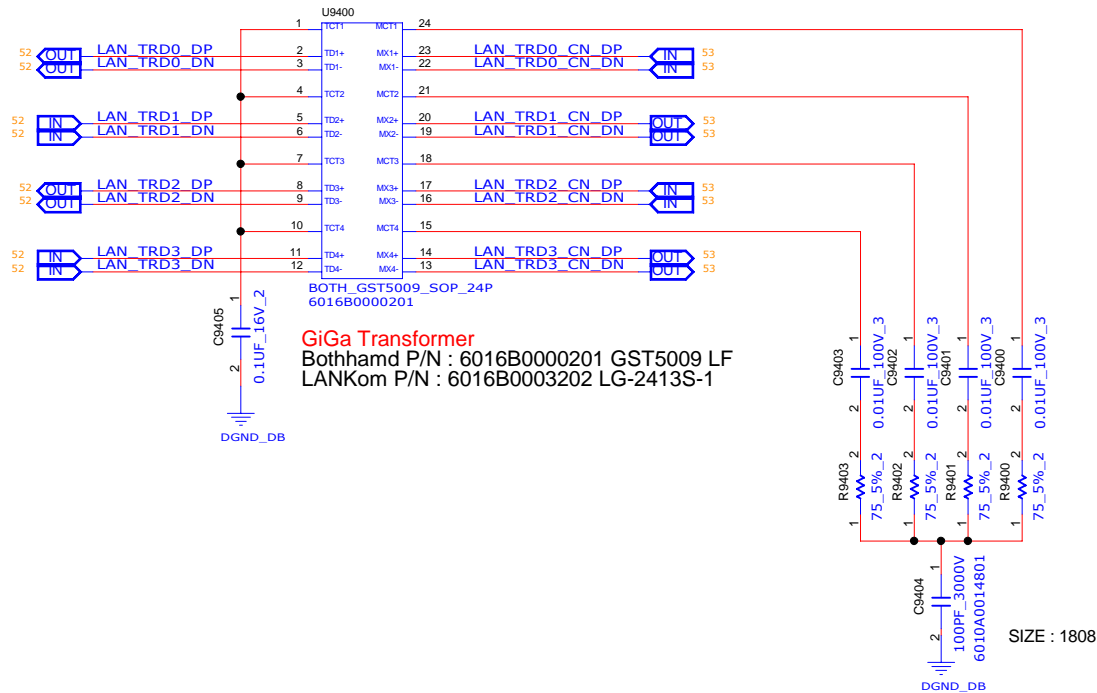 U9400
1 TCT1 MCT1 24
52 OUT LAN_TRD0_DP 2 TD1+ MX1+ 23 LAN_TRD0_CN_DP IN 53
52 OUT LAN_TRD0_DN 3 TD1- MX1- 22 LAN_TRD0_CN_DN IN 53
4 TCT2 MCT2 21
52 IN LAN_TRD1_DP 5 TD2+ MX2+ 20 LAN_TRD1_CN_DP OUT 53
52 IN LAN_TRD1_DN 6 TD2- MX2- 19 LAN_TRD1_CN_DN OUT 53
7 TCT3 MCT3 18
52 OUT LAN_TRD2_DP 8 TD3+ MX3+ 17 LAN_TRD2_CN_DP IN 53
52 OUT LAN_TRD2_DN 9 TD3- MX3- 16 LAN_TRD2_CN_DN IN 53
10 TCT4 MCT4 15
52 IN LAN_TRD3_DP 11 TD4+ MX4+ 14 LAN_TRD3_CN_DP OUT 53
52 IN LAN_TRD3_DN 12 TD4- MX4- 13 LAN_TRD3_CN_DN OUT 53
BOTH_GST5009_SOP_24P
6016B0000201
C9405
1
2
0.1UF_16V_2
DGND_DB
GiGa Transformer
Bothhamd P/N : 6016B0000201 GST5009 LF
LANKom P/N : 6016B0003202 LG-2413S-1
C9403
1
2
0.01UF_100V_3
C9402
1
2
0.01UF_100V_3
C9401
1
2
0.01UF_100V_3
C9400
1
2
0.01UF_100V_3
R9403
2
1
75_5%_2
R9402
2
1
75_5%_2
R9401
2
1
75_5%_2
R9400
2
1
75_5%_2
C9404
1
2
100PF_3000V
6010A0014801
SIZE : 1808
DGND_DB